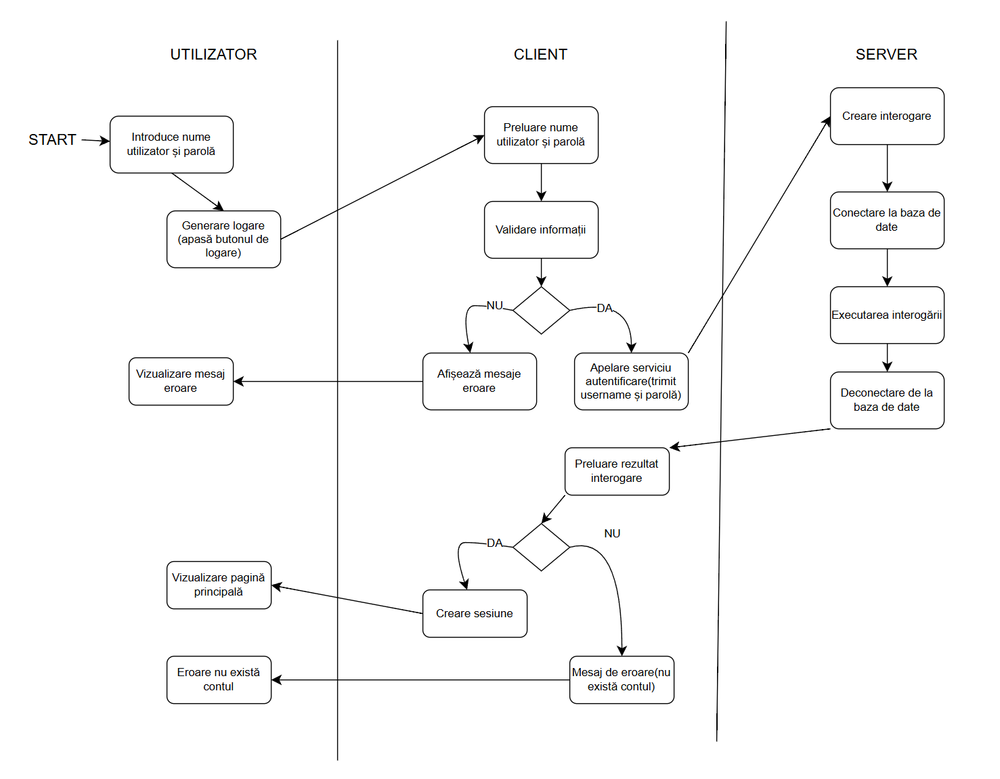 UTILIZATOR
CLIENT
SERVER
START
Introduce nume
utilizator și parolă
Generare logare
(apasă butonul de
logare)
Preluare nume
utilizator și parolă
Validare informații
NU
DA
Afișează mesaje
eroare
Apelare serviciu
autentificare(trimit
username și parolă)
Vizualizare mesaj
eroare
Creare interogare
Conectare la baza de
date
Executarea interogării
Deconectare de la
baza de date
Preluare rezultat
interogare
DA
NU
Creare sesiune
Vizualizare pagină
principală
Mesaj de eroare(nu
există contul)
Eroare nu există
contul